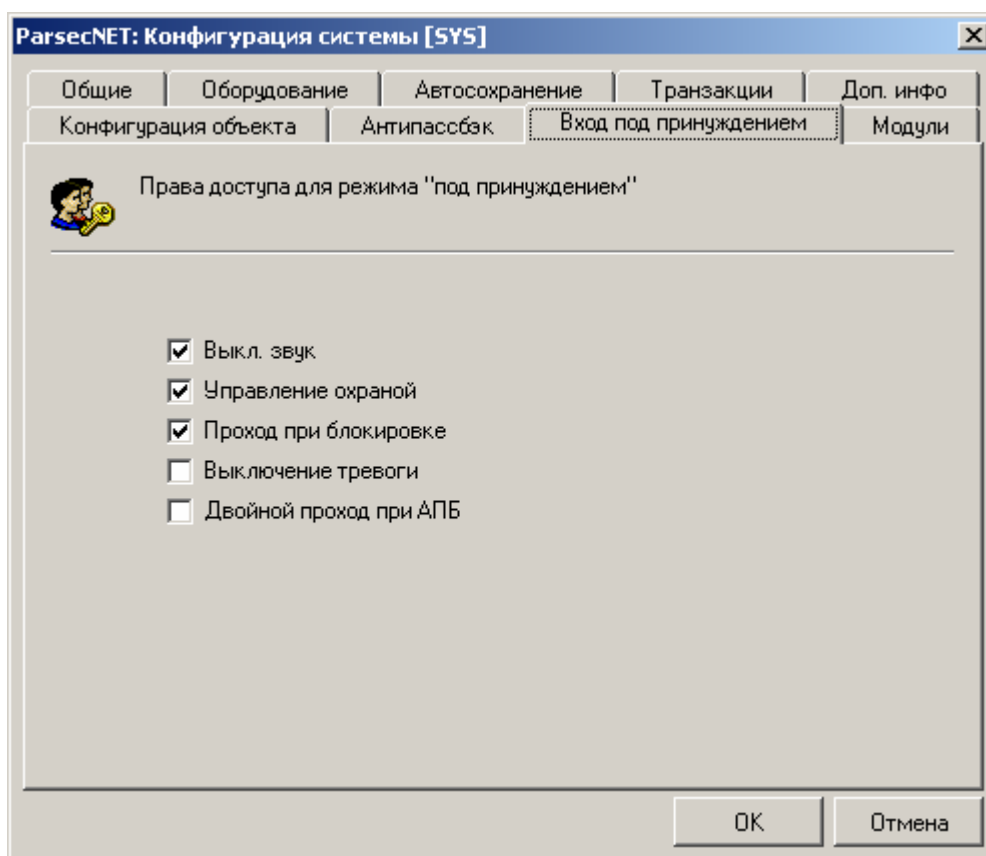 ParsecNET: Конфигурация системы [SYS]
Общие Оборудование Автосохранение Транзакции Доп. инфо
Конфигурация объекта Антипассбэк Вход под принуждением Модули
Права доступа для режима "под принуждением"
Выкл. звук
Управление охраной
Проход при блокировке
Выключение тревоги
Двойной проход при АПБ
OK Отмена